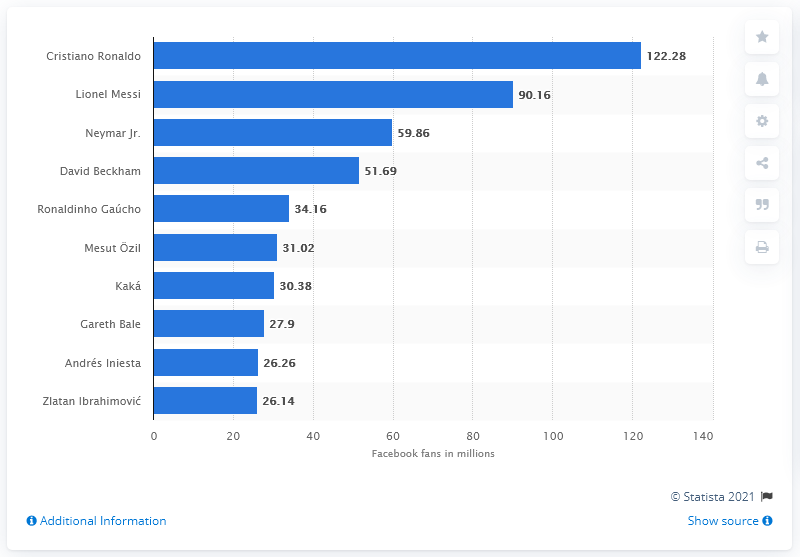 Cristiano Ronaldo 122.28
Lionel Messi 90.16
Neymar Jr. 59.86
David Beckham 51.69
Ronaldinho Gaúcho 34.16
Mesut Özil 31.02
Kaká 30.38
Gareth Bale 27.9
Andrés Iniesta 26.26
Zlatan Ibrahimović 26.14
0 20 40 60 80 100 120 140
Facebook fans in millions
© Statista 2021
Additional Information
Show source